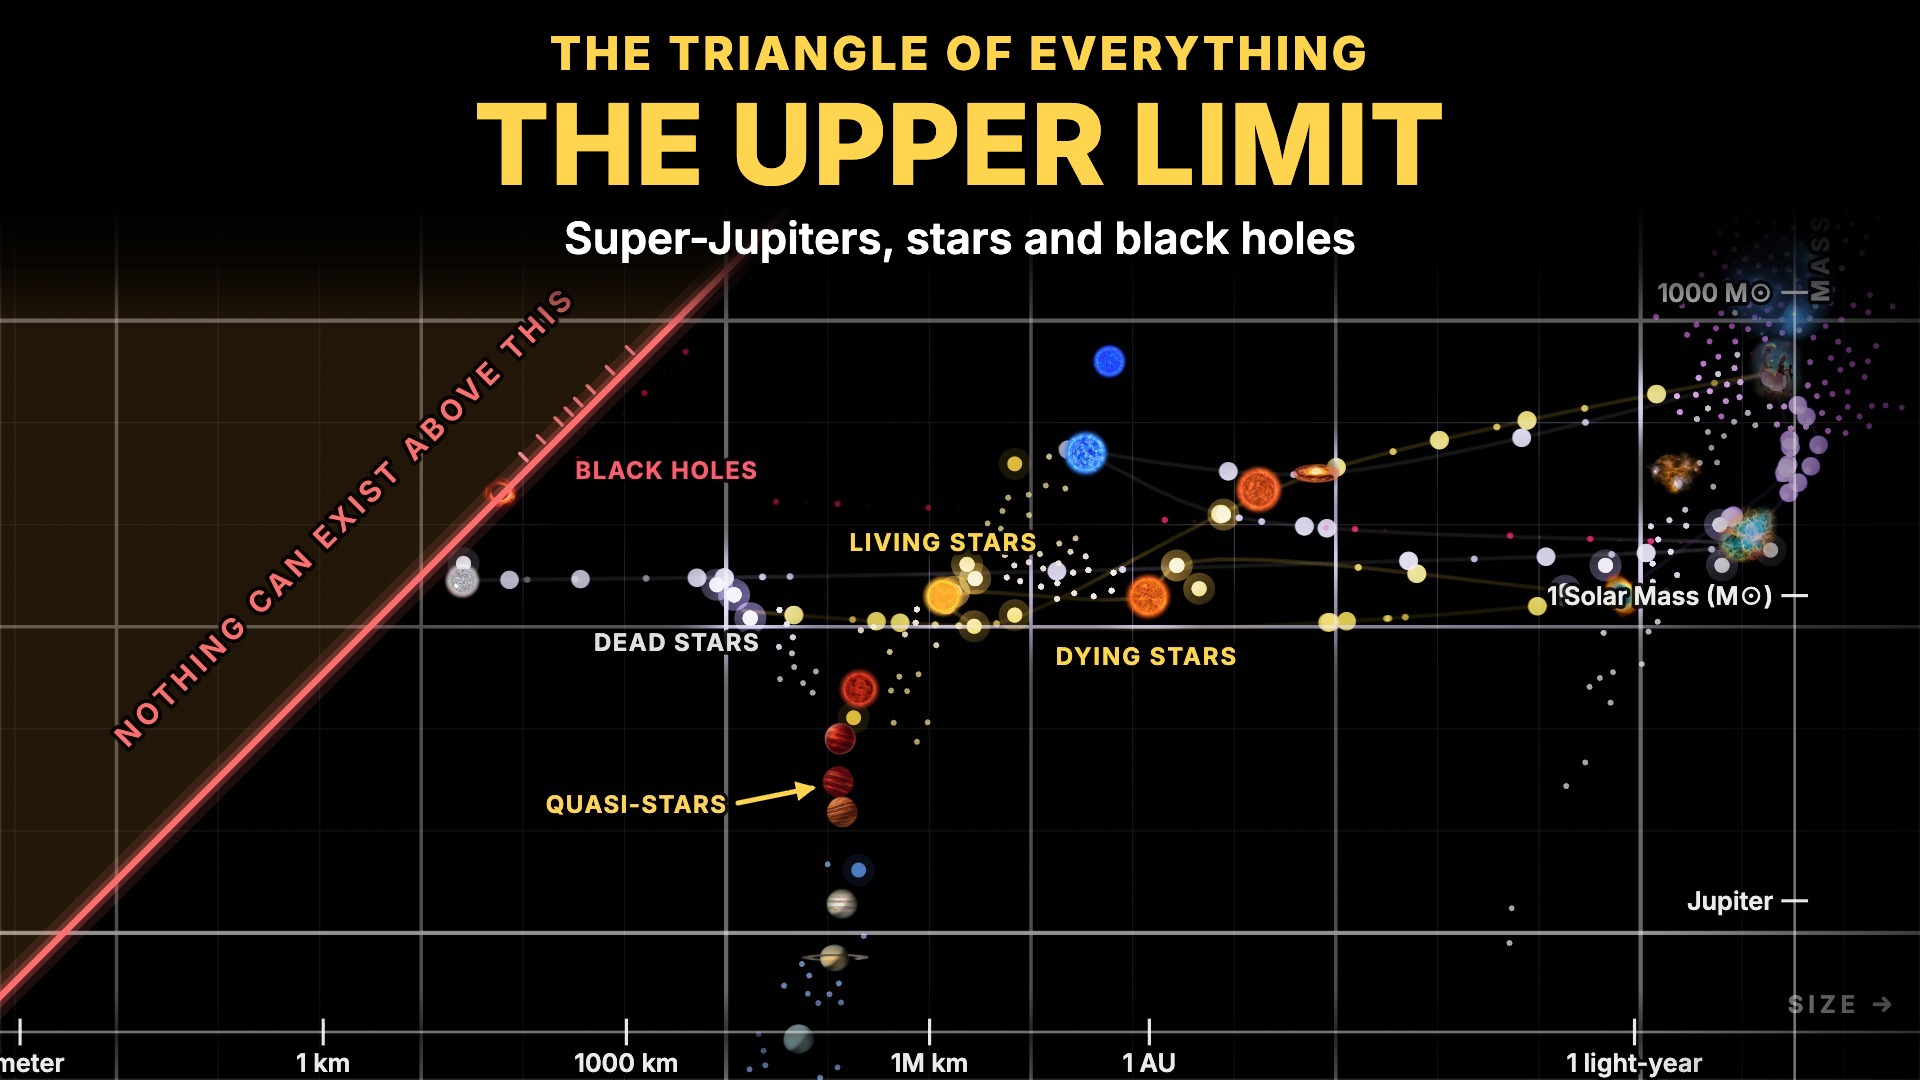 THE TRIANGLE OF EVERYTHING
THE UPPER LIMIT
Super-Jupiters, stars and black holes
MASS
1000 M☉
NOTHING CAN EXIST ABOVE THIS
BLACK HOLES
LIVING STARS
1 Solar Mass (M☉)
DEAD STARS
DYING STARS
QUASI-STARS
Jupiter
SIZE →
meter
1 km
1000 km
1M km
1 AU
1 light-year